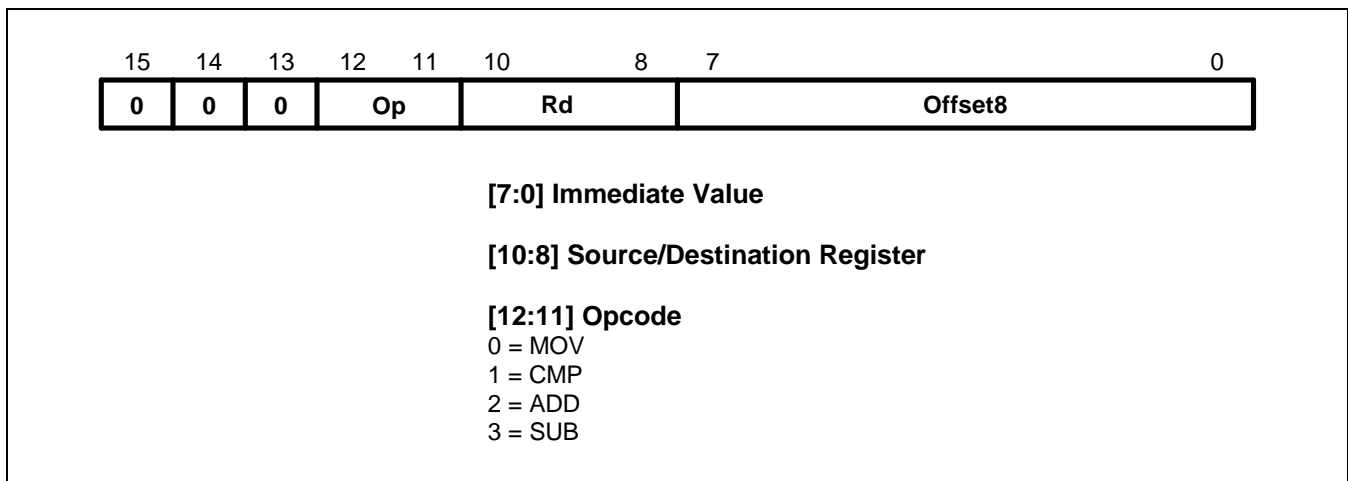 15 14 13 12 11 10 8 7 0
0 0 0 Op Rd Offset8
[7:0] Immediate Value
[10:8] Source/Destination Register
[12:11] Opcode
0 = MOV
1 = CMP
2 = ADD
3 = SUB